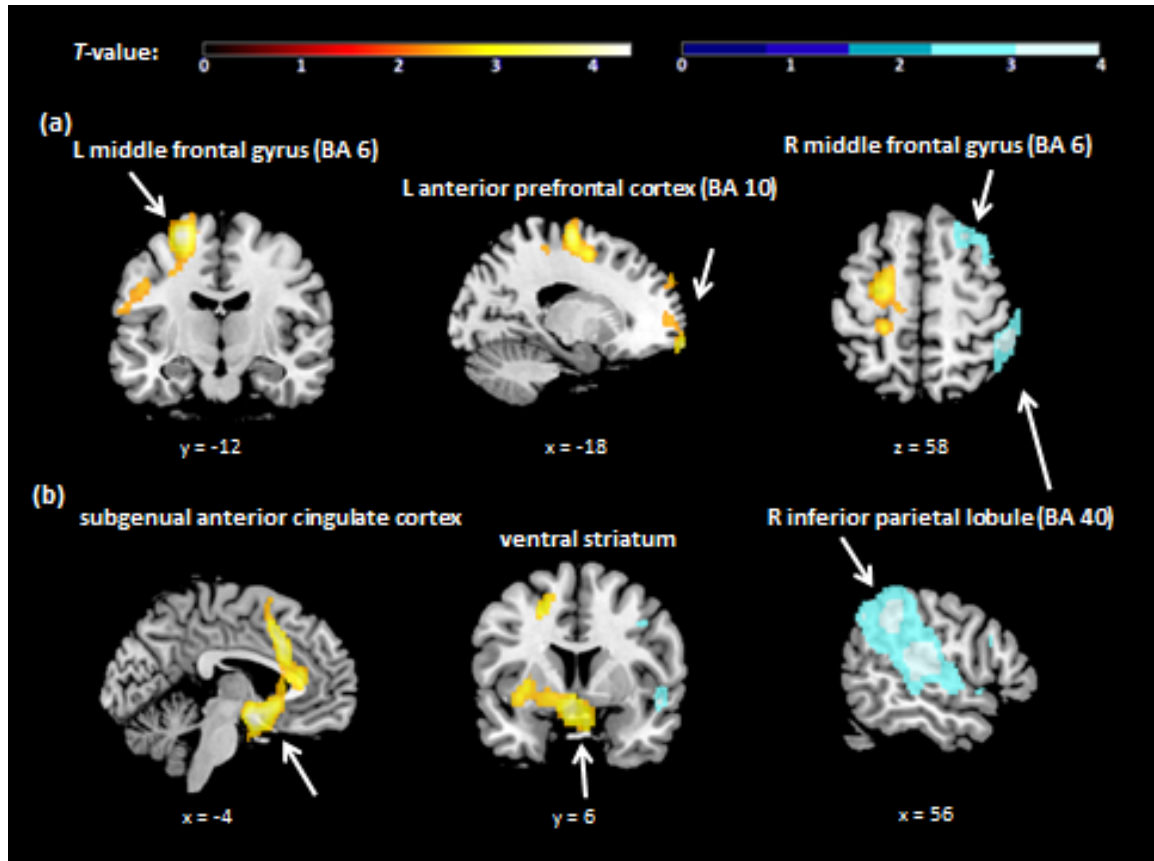 T-value:
0 1 2 3 4
0 1 2 3 4
(a)
L middle frontal gyrus (BA 6)
L anterior prefrontal cortex (BA 10)
R middle frontal gyrus (BA 6)
y = -12
x = -18
z = 58
(b)
subgenual anterior cingulate cortex
ventral striatum
R inferior parietal lobule (BA 40)
x = -4
y = 6
x = 56